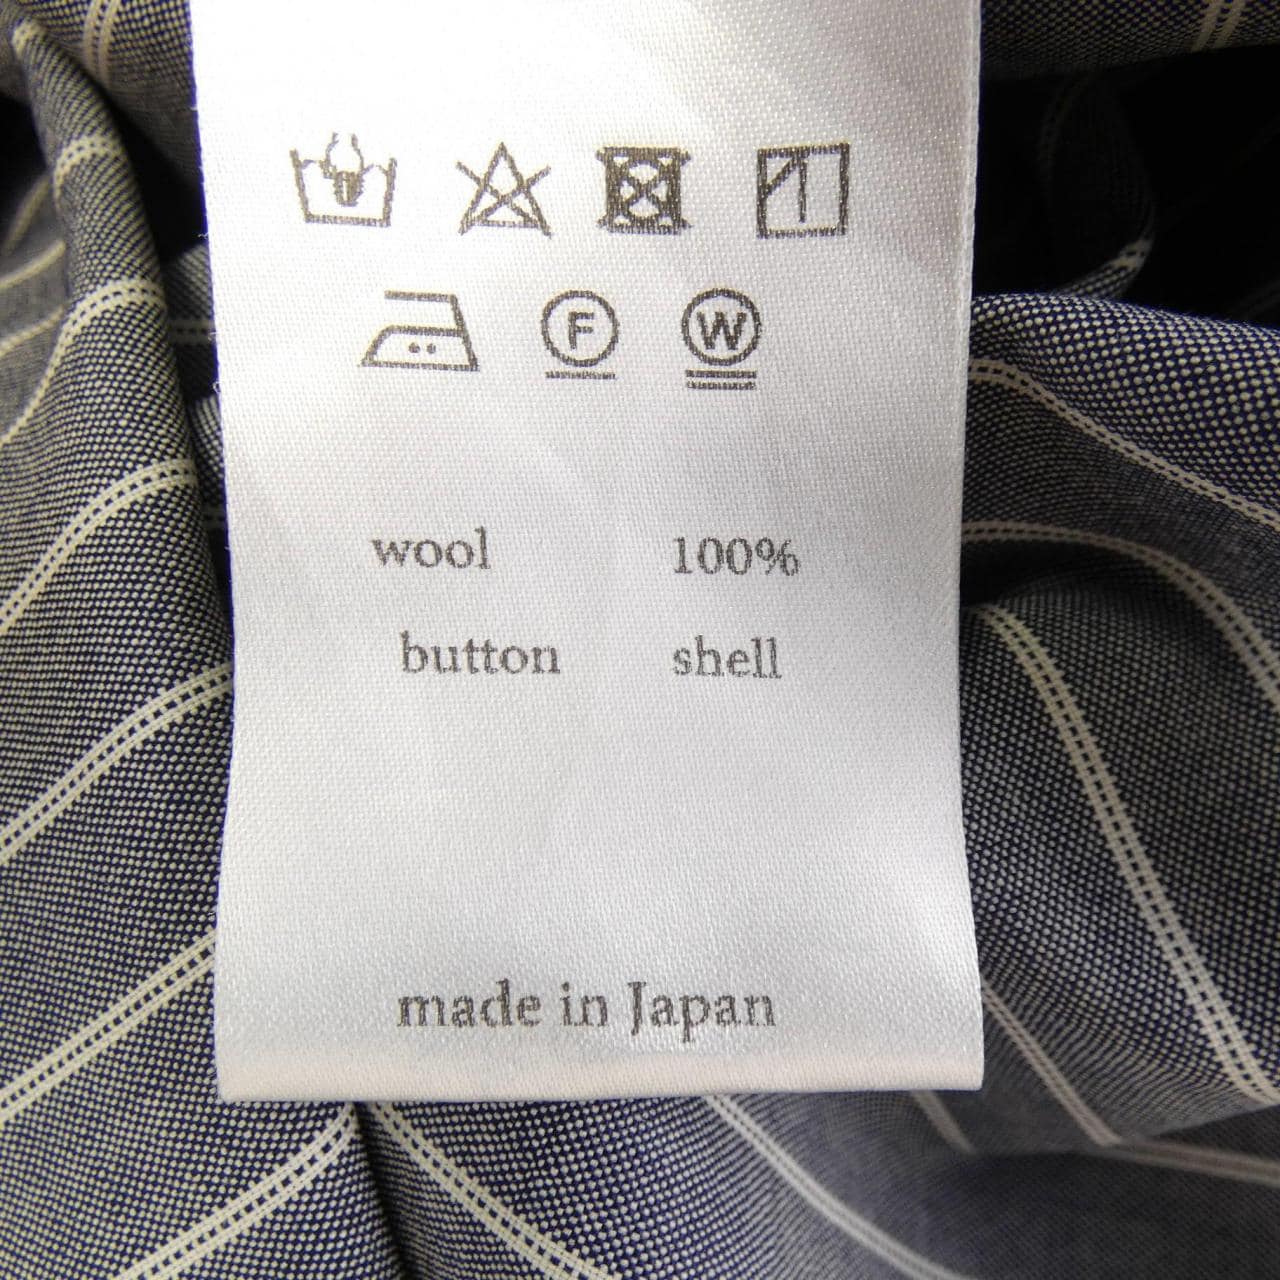 F W
wool 100%
button shell
made in Japan